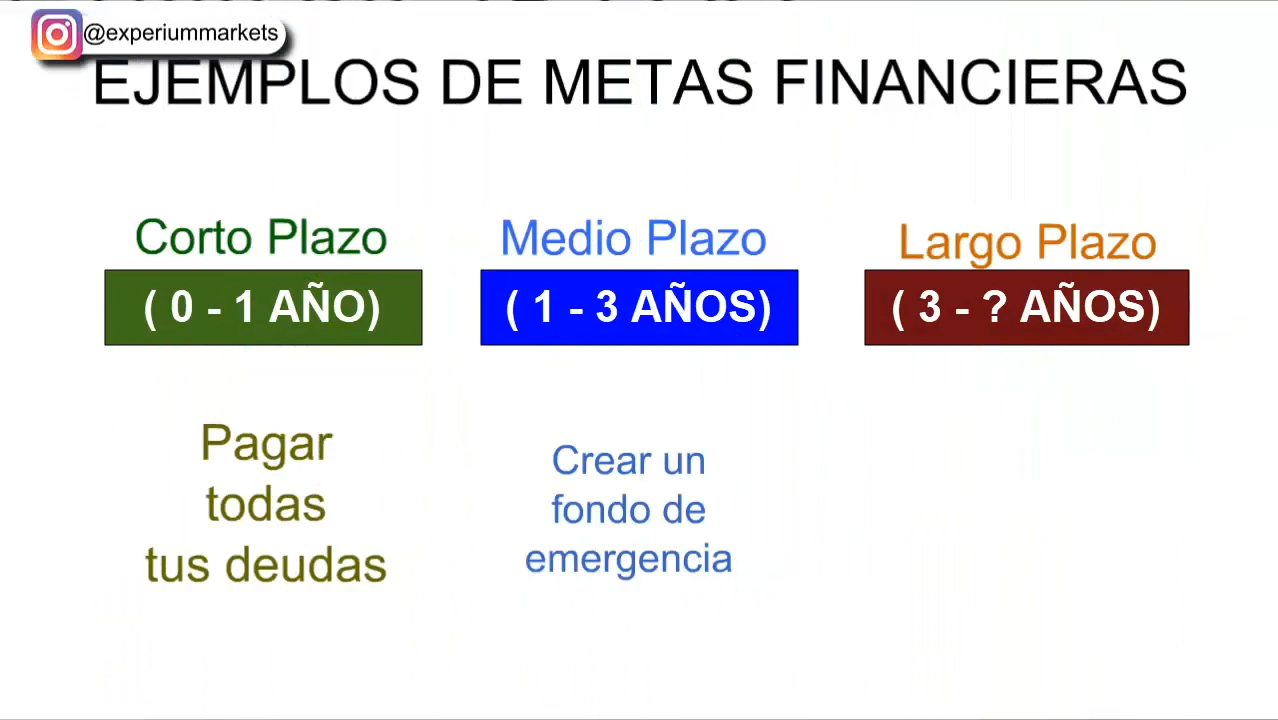 @experiummarkets
EJEMPLOS DE METAS FINANCIERAS
Corto Plazo
( 0 - 1 AÑO)
Pagar
todas
tus deudas
Medio Plazo
( 1 - 3 AÑOS)
Crear un
fondo de
emergencia
Largo Plazo
( 3 - ? AÑOS)